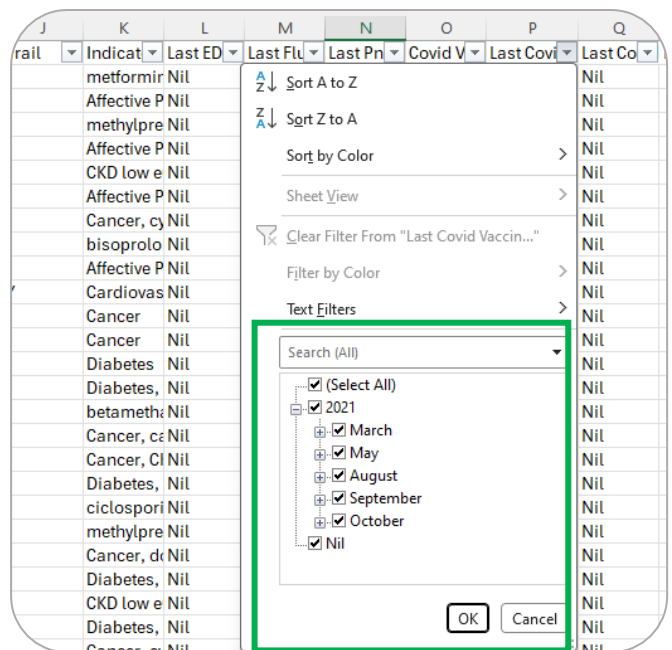 J K L M N O P Q
rail Indicat Last ED Last Flu Last Pn Covid V Last Covi Last Co
metformin Nil Nil
Affective P Nil Nil
methylpre Nil Nil
Affective P Nil Nil
CKD low e Nil Nil
Affective P Nil Nil
Cancer, cy Nil Nil
bisoprolo Nil Nil
Affective P Nil Nil
Cardiovas Nil Nil
Cancer Nil Nil
Cancer Nil Nil
Diabetes Nil Nil
Diabetes, Nil Nil
betametha Nil Nil
Cancer, ca Nil Nil
Cancer, Cl Nil Nil
Diabetes, Nil Nil
ciclospori Nil Nil
methylpre Nil Nil
Cancer, do Nil Nil
Diabetes, Nil Nil
CKD low e Nil Nil
Diabetes, Nil Nil
Nil Nil
Sort A to Z
Sort Z to A
Sort by Color
Sheet View
Clear Filter From "Last Covid Vaccin..."
Filter by Color
Text Filters
Search (All)
(Select All)
2021
March
May
August
September
October
Nil
OK Cancel